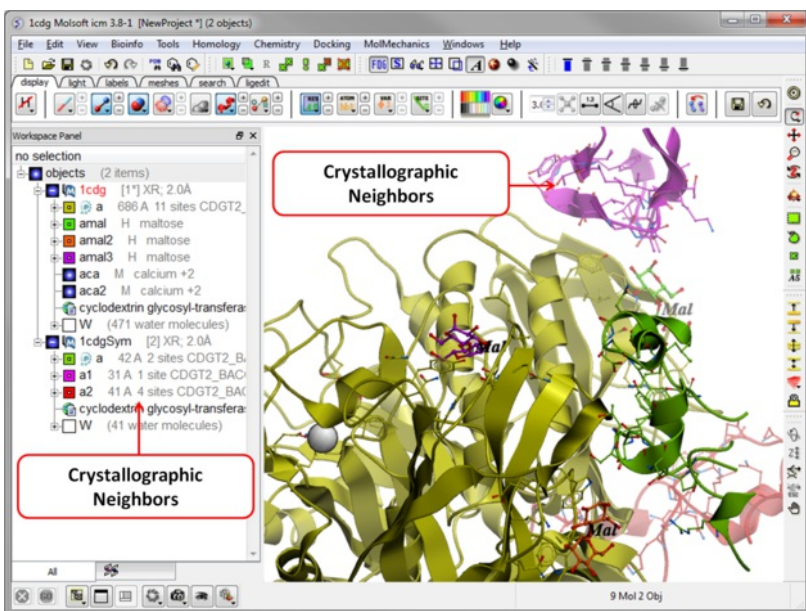 1cdg Molsoft icm 3.8-1 [NewProject *] (2 objects)
File Edit View Bioinfo Tools Homology Chemistry Docking MolMechanics Windows Help
display light labels meshes search ligedit
Workspace Panel
no selection
objects (2 items)
1cdg [1*] XR; 2.0Å
a 686 A 11 sites CDGT2_
amal H maltose
amal2 H maltose
amal3 H maltose
aca M calcium +2
aca2 M calcium +2
cyclodextrin glycosyl-transferas
W (471 water molecules)
1cdgSym [2] XR; 2.0Å
a 42 A 2 sites CDGT2_BA
a1 31 A 1 site CDGT2_BAC
a2 41 A 4 sites CDGT2_BA
cyclodextrin glycosyl-transferas
W (41 water molecules)
Crystallographic
Neighbors
Crystallographic
Neighbors
Mal
Mal
Mal
All
9 Mol 2 Obj